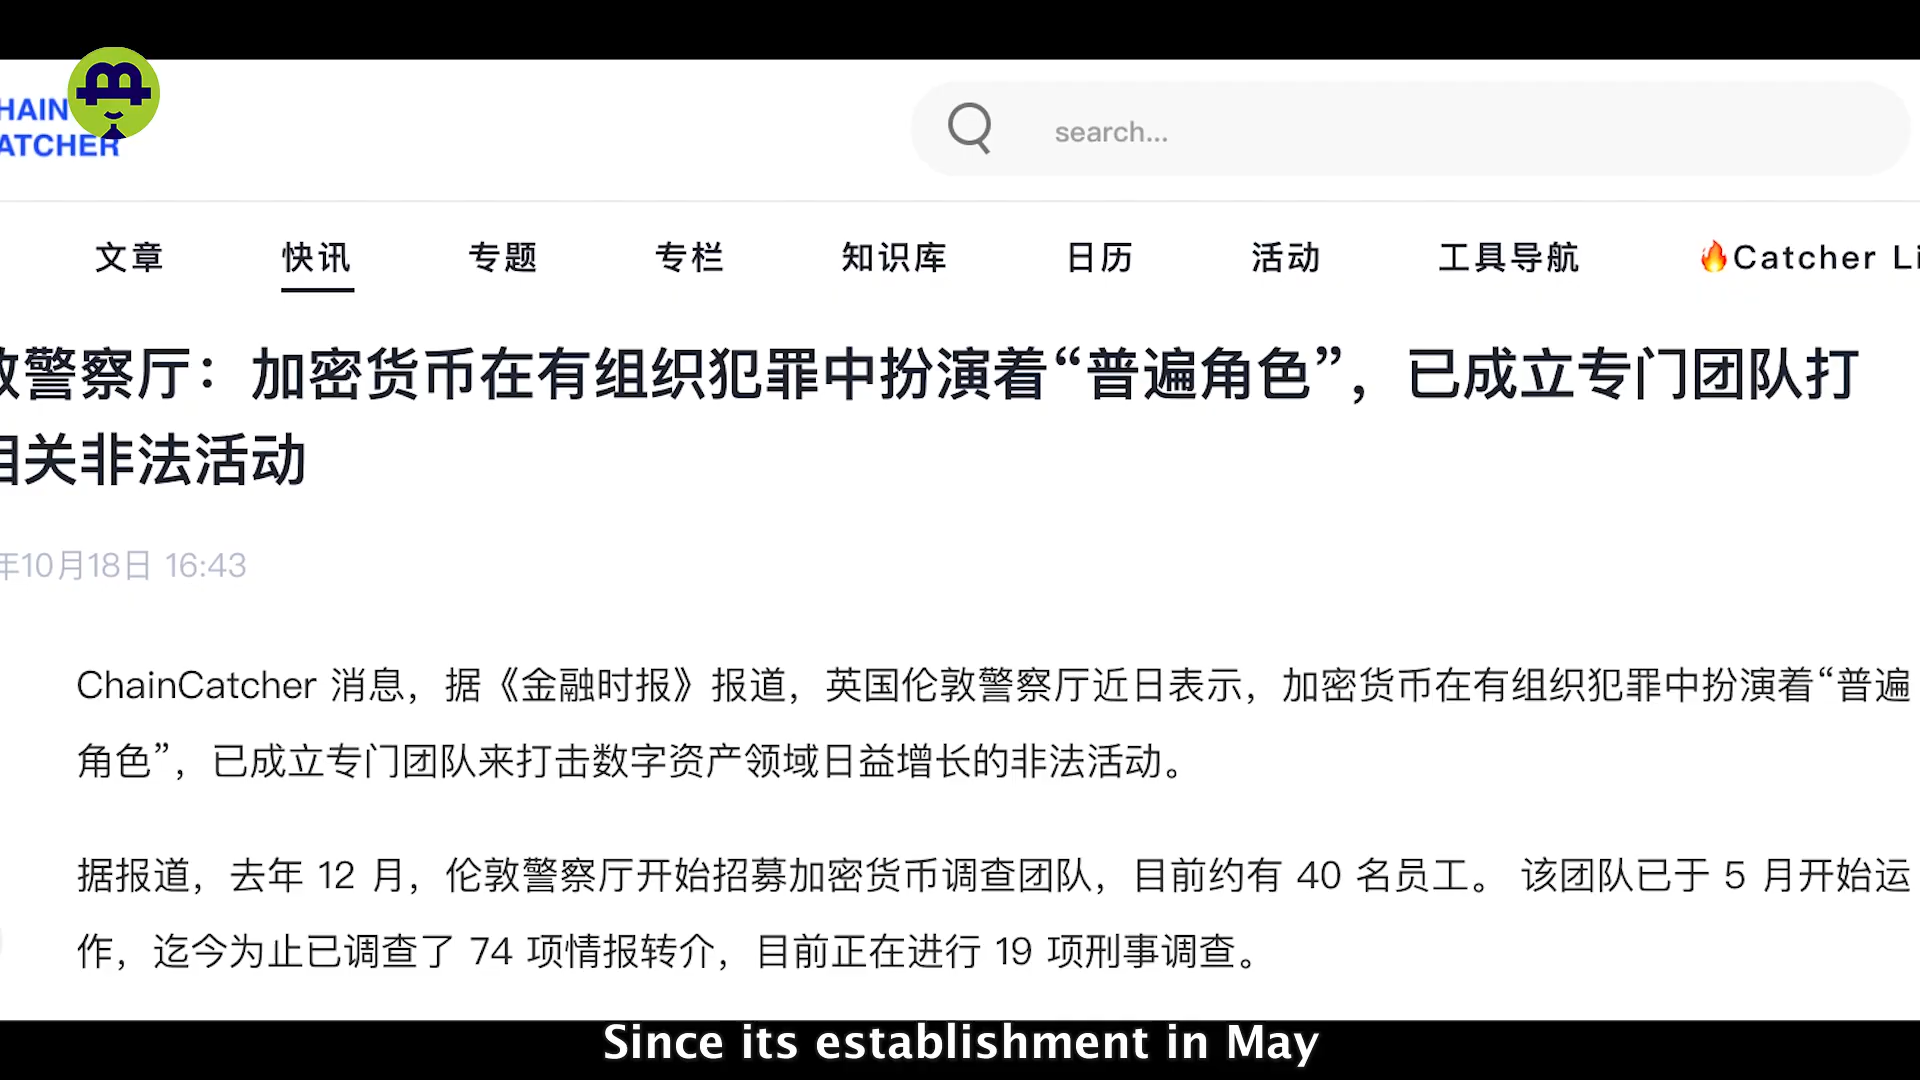 HAIN
ATCHER
search...
文章 快讯 专题 专栏 知识库 日历 活动 工具导航 🔥Catcher Li
警察厅：加密货币在有组织犯罪中扮演着“普遍角色”，已成立专门团队打
相关非法活动
年10月18日 16:43
ChainCatcher 消息，据《金融时报》报道，英国伦敦警察厅近日表示，加密货币在有组织犯罪中扮演着“普遍
角色”，已成立专门团队来打击数字资产领域日益增长的非法活动。
据报道，去年 12 月，伦敦警察厅开始招募加密货币调查团队，目前约有 40 名员工。 该团队已于 5 月开始运
作，迄今为止已调查了 74 项情报转介，目前正在进行 19 项刑事调查。
Since its establishment in May